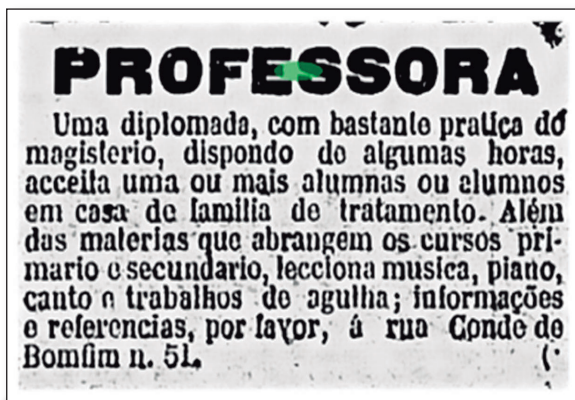 PROFESSORA
Uma diplomada, com bastante pratica do
magisterio, dispondo de algumas horas,
acceita uma ou mais alumnas ou alumnos
em casa de familia de tratamento. Além
das materias que abrangem os cursos pri-
mario e secundario, lecciona musica, piano,
canto e trabalhos de agulha; informações
e referencias, por favor, á rua Conde de
Bomfim n. 51.